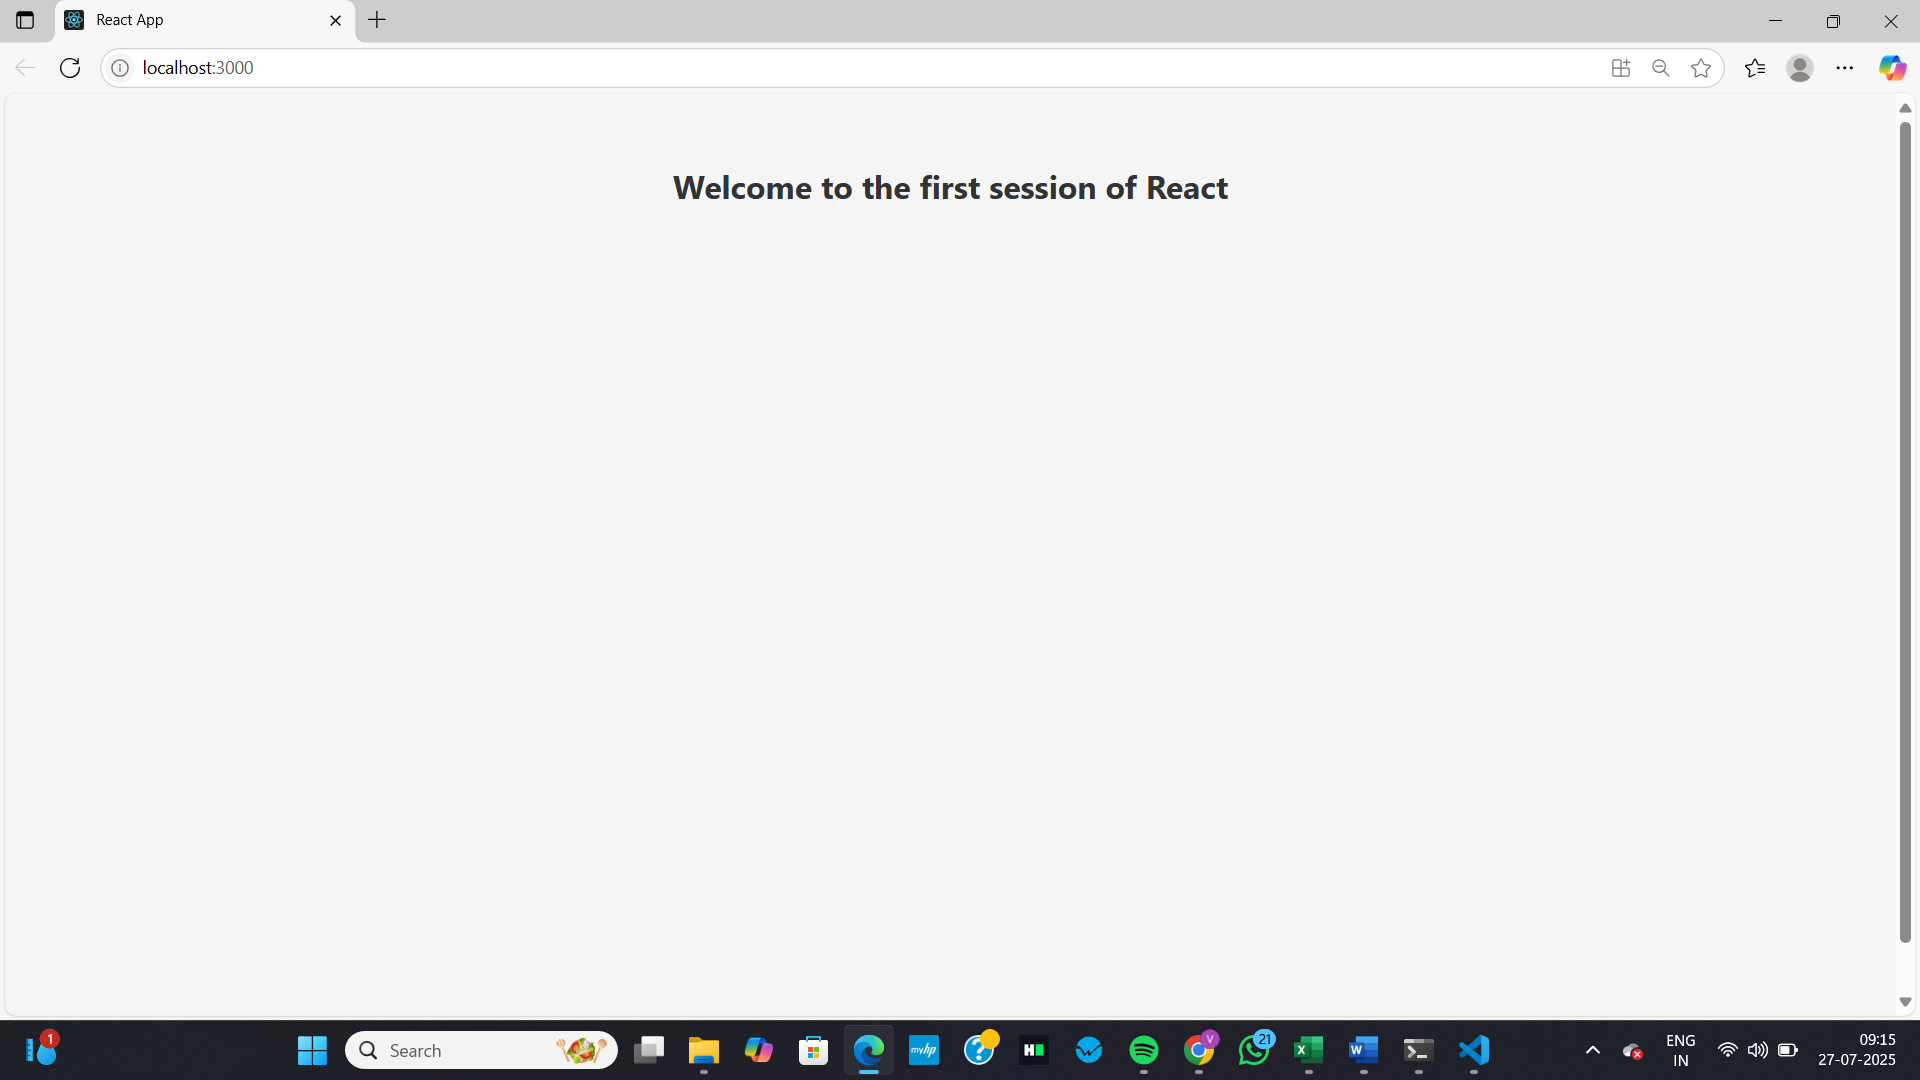 React App
localhost:3000
Welcome to the first session of React
1
Search
myhp
V
21
ENG
IN
09:15
27-07-2025